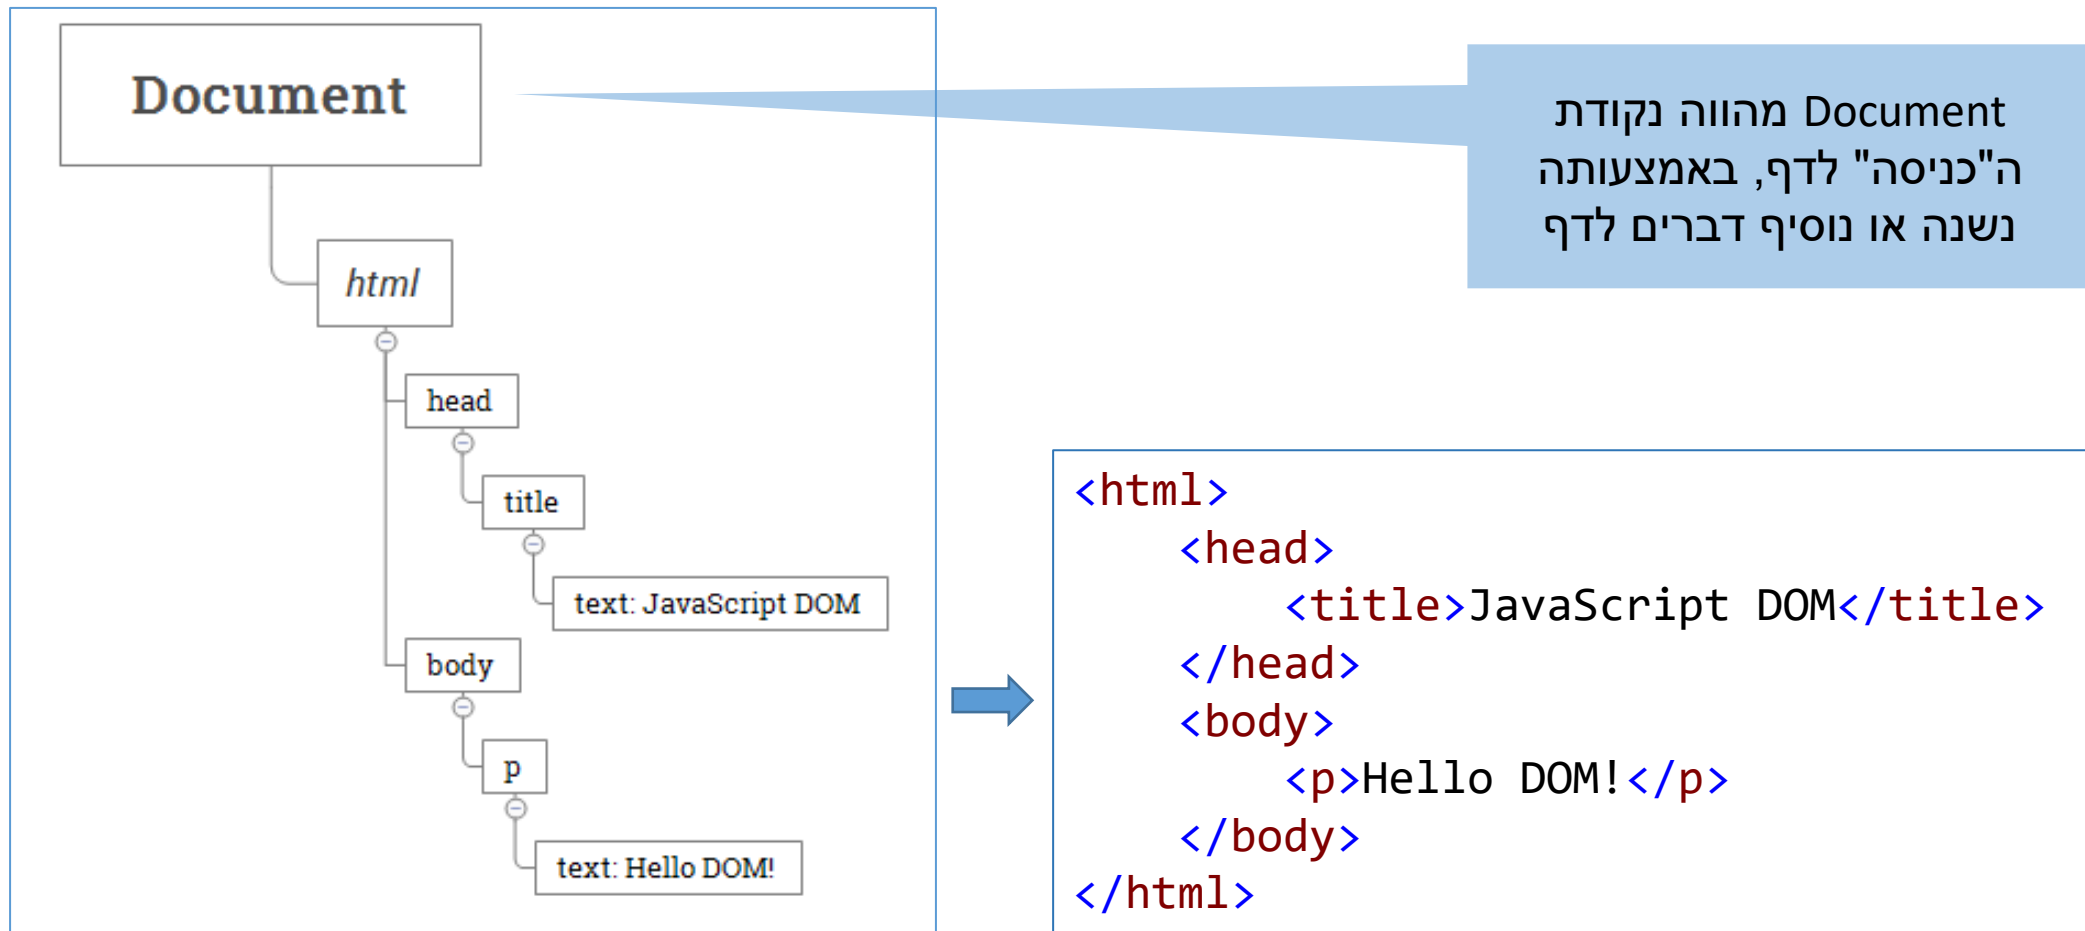 Document
html
head
title
text: JavaScript DOM
body
p
text: Hello DOM!
Document מהווה נקודת
ה"כניסה" לדף, באמצעותה
נשנה או נוסיף דברים לדף
<html>
<head>
<title>JavaScript DOM</title>
</head>
<body>
<p>Hello DOM!</p>
</body>
</html>